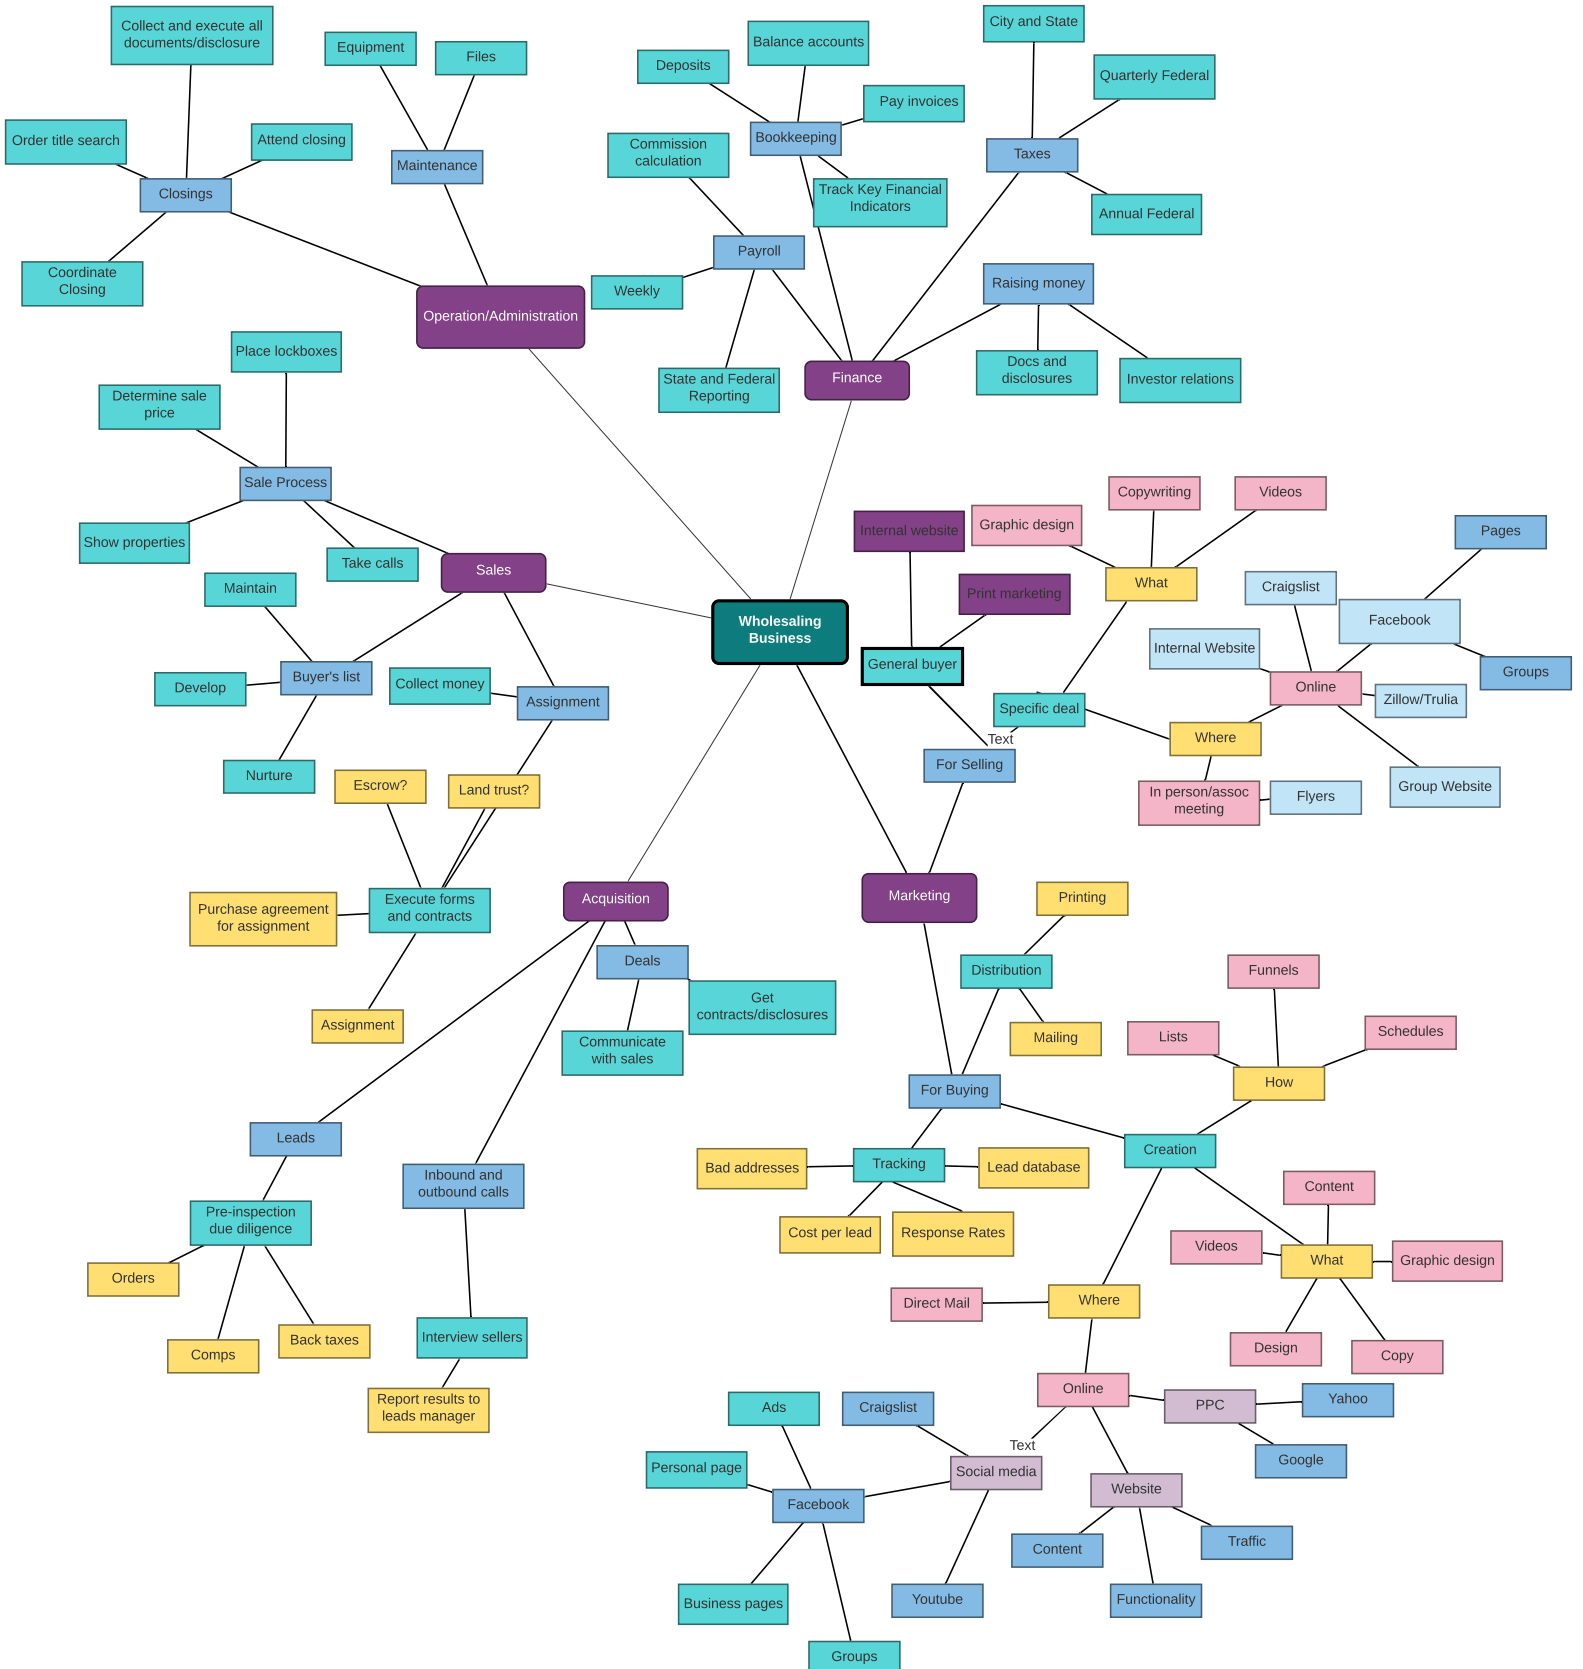 Collect and execute all
documents/disclosure
Equipment
Files
Order title search
Attend closing
Closings
Maintenance
Coordinate
Closing
Operation/Administration
Deposits
Balance accounts
Pay invoices
Bookkeeping
Commission
calculation
Track Key Financial
Indicators
Payroll
Weekly
State and Federal
Reporting
City and State
Quarterly Federal
Taxes
Annual Federal
Raising money
Docs and
disclosures
Investor relations
Finance
Place lockboxes
Determine sale
price
Sale Process
Show properties
Take calls
Sales
Maintain
Buyer's list
Develop
Nurture
Collect money
Assignment
Wholesaling
Business
Internal website
Print marketing
General buyer
Graphic design
Copywriting
Videos
What
Specific deal
Text
For Selling
Where
In person/assoc
meeting
Flyers
Craigslist
Pages
Facebook
Groups
Internal Website
Online
Zillow/Trulia
Group Website
Escrow?
Land trust?
Execute forms
and contracts
Purchase agreement
for assignment
Assignment
Acquisition
Deals
Get
contracts/disclosures
Communicate
with sales
Leads
Inbound and
outbound calls
Pre-inspection
due diligence
Orders
Comps
Back taxes
Interview sellers
Report results to
leads manager
Marketing
Printing
Distribution
Mailing
For Buying
Funnels
Lists
Schedules
How
Creation
Bad addresses
Tracking
Lead database
Cost per lead
Response Rates
Content
Videos
What
Graphic design
Design
Copy
Direct Mail
Where
Online
PPC
Yahoo
Google
Text
Social media
Website
Content
Traffic
Functionality
Ads
Craigslist
Personal page
Facebook
Business pages
Youtube
Groups